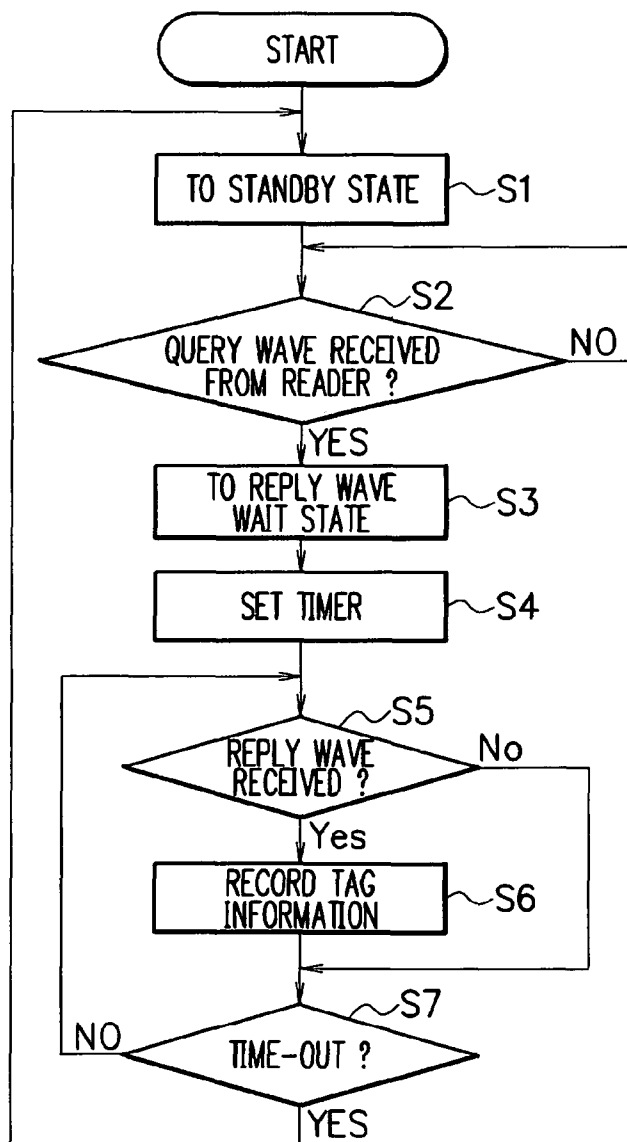 START
TO STANDBY STATE
S1
S2
QUERY WAVE RECEIVED
FROM READER ?
NO
YES
TO REPLY WAVE
WAIT STATE
S3
SET TIMER
S4
S5
REPLY WAVE
RECEIVED ?
No
Yes
RECORD TAG
INFORMATION
S6
S7
NO
TIME-OUT ?
YES